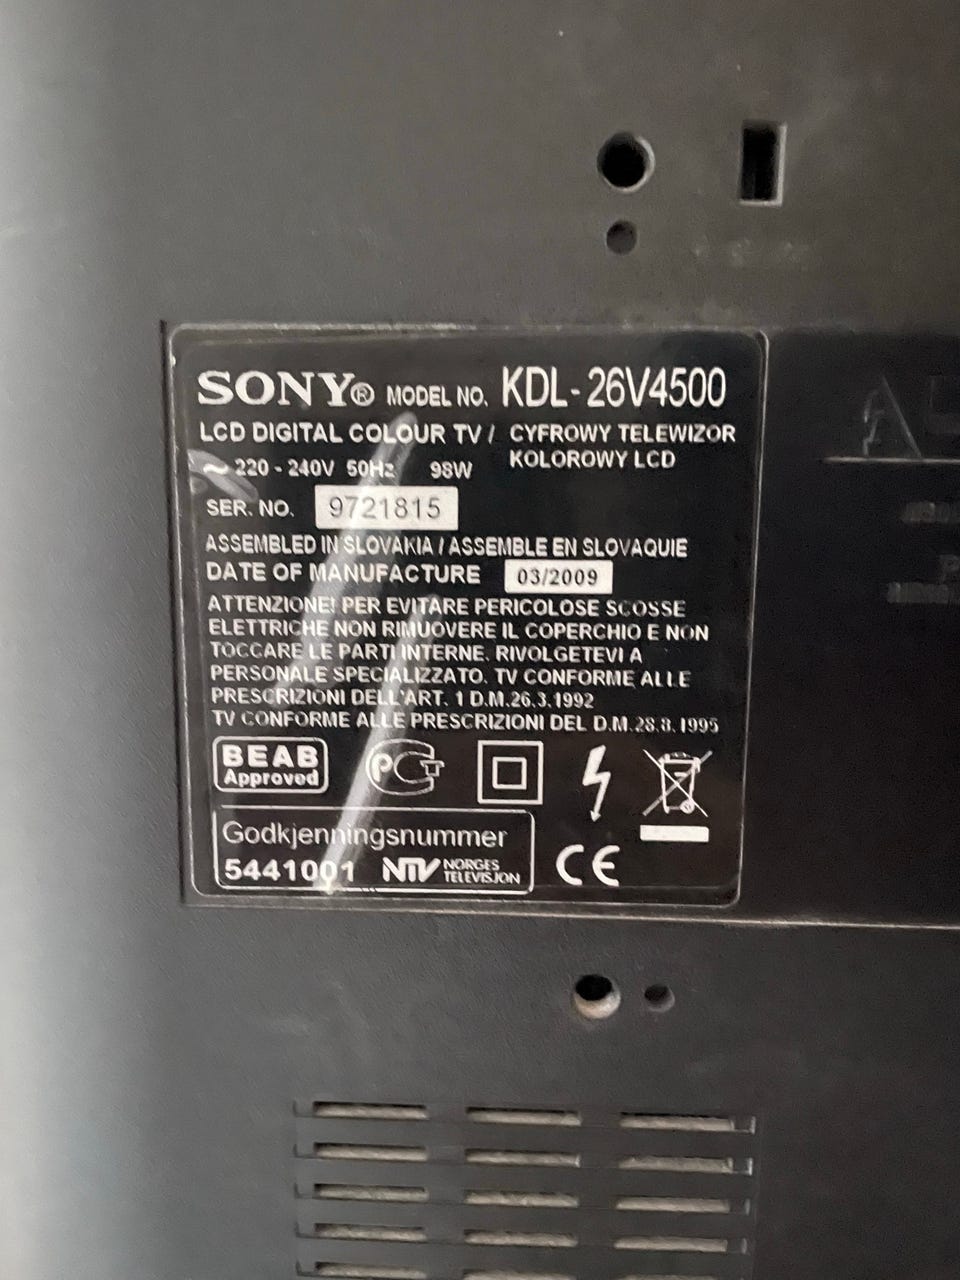 SONY® MODEL NO. KDL-26V4500
LCD DIGITAL COLOUR TV / CYFROWY TELEWIZOR
KOLOROWY LCD
~ 220 - 240V 50Hz 98W
SER. NO. 9721815
ASSEMBLED IN SLOVAKIA / ASSEMBLE EN SLOVAQUIE
DATE OF MANUFACTURE 03/2009
ATTENZIONE! PER EVITARE PERICOLOSE SCOSSE
ELETTRICHE NON RIMUOVERE IL COPERCHIO E NON
TOCCARE LE PARTI INTERNE. RIVOLGETEVI A
PERSONALE SPECIALIZZATO. TV CONFORME ALLE
PRESCRIZIONI DELL'ART. 1 D.M.26.3.1992
TV CONFORME ALLE PRESCRIZIONI DEL D.M.28.8.1995
BEAB
Approved
PCT
Godkjenningsnummer
5441001 NTV NORGES
TELEVISJON
CE